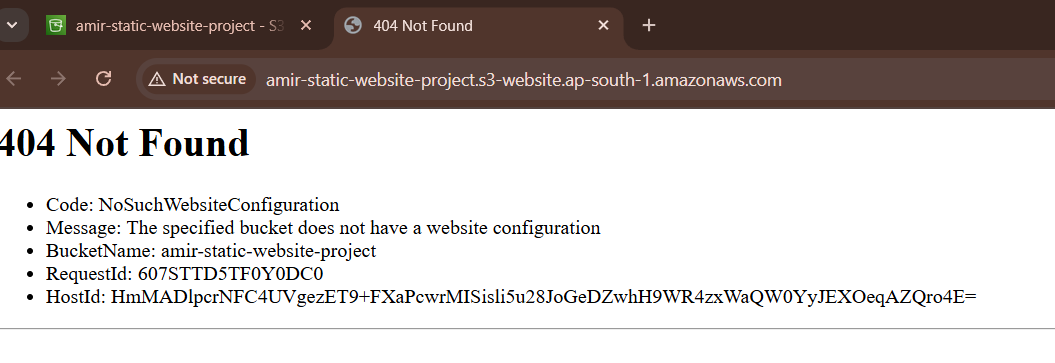 amir-static-website-project - S3
404 Not Found
Not secure
amir-static-website-project.s3-website.ap-south-1.amazonaws.com
404 Not Found
Code: NoSuchWebsiteConfiguration
Message: The specified bucket does not have a website configuration
BucketName: amir-static-website-project
RequestId: 607STTD5TF0Y0DC0
HostId: HmMADlpcrNFC4UVgezET9+FXaPcwrMISisli5u28JoGeDZwhH9WR4zxWaQW0YyJEXOeqAZQro4E=